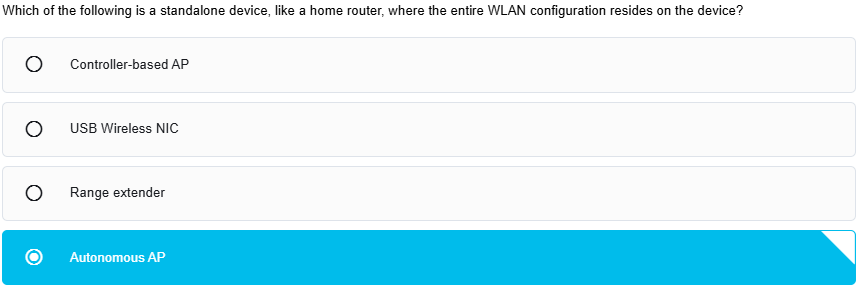 Which of the following is a standalone device, like a home router, where the entire WLAN configuration resides on the device?
Controller-based AP
USB Wireless NIC
Range extender
Autonomous AP